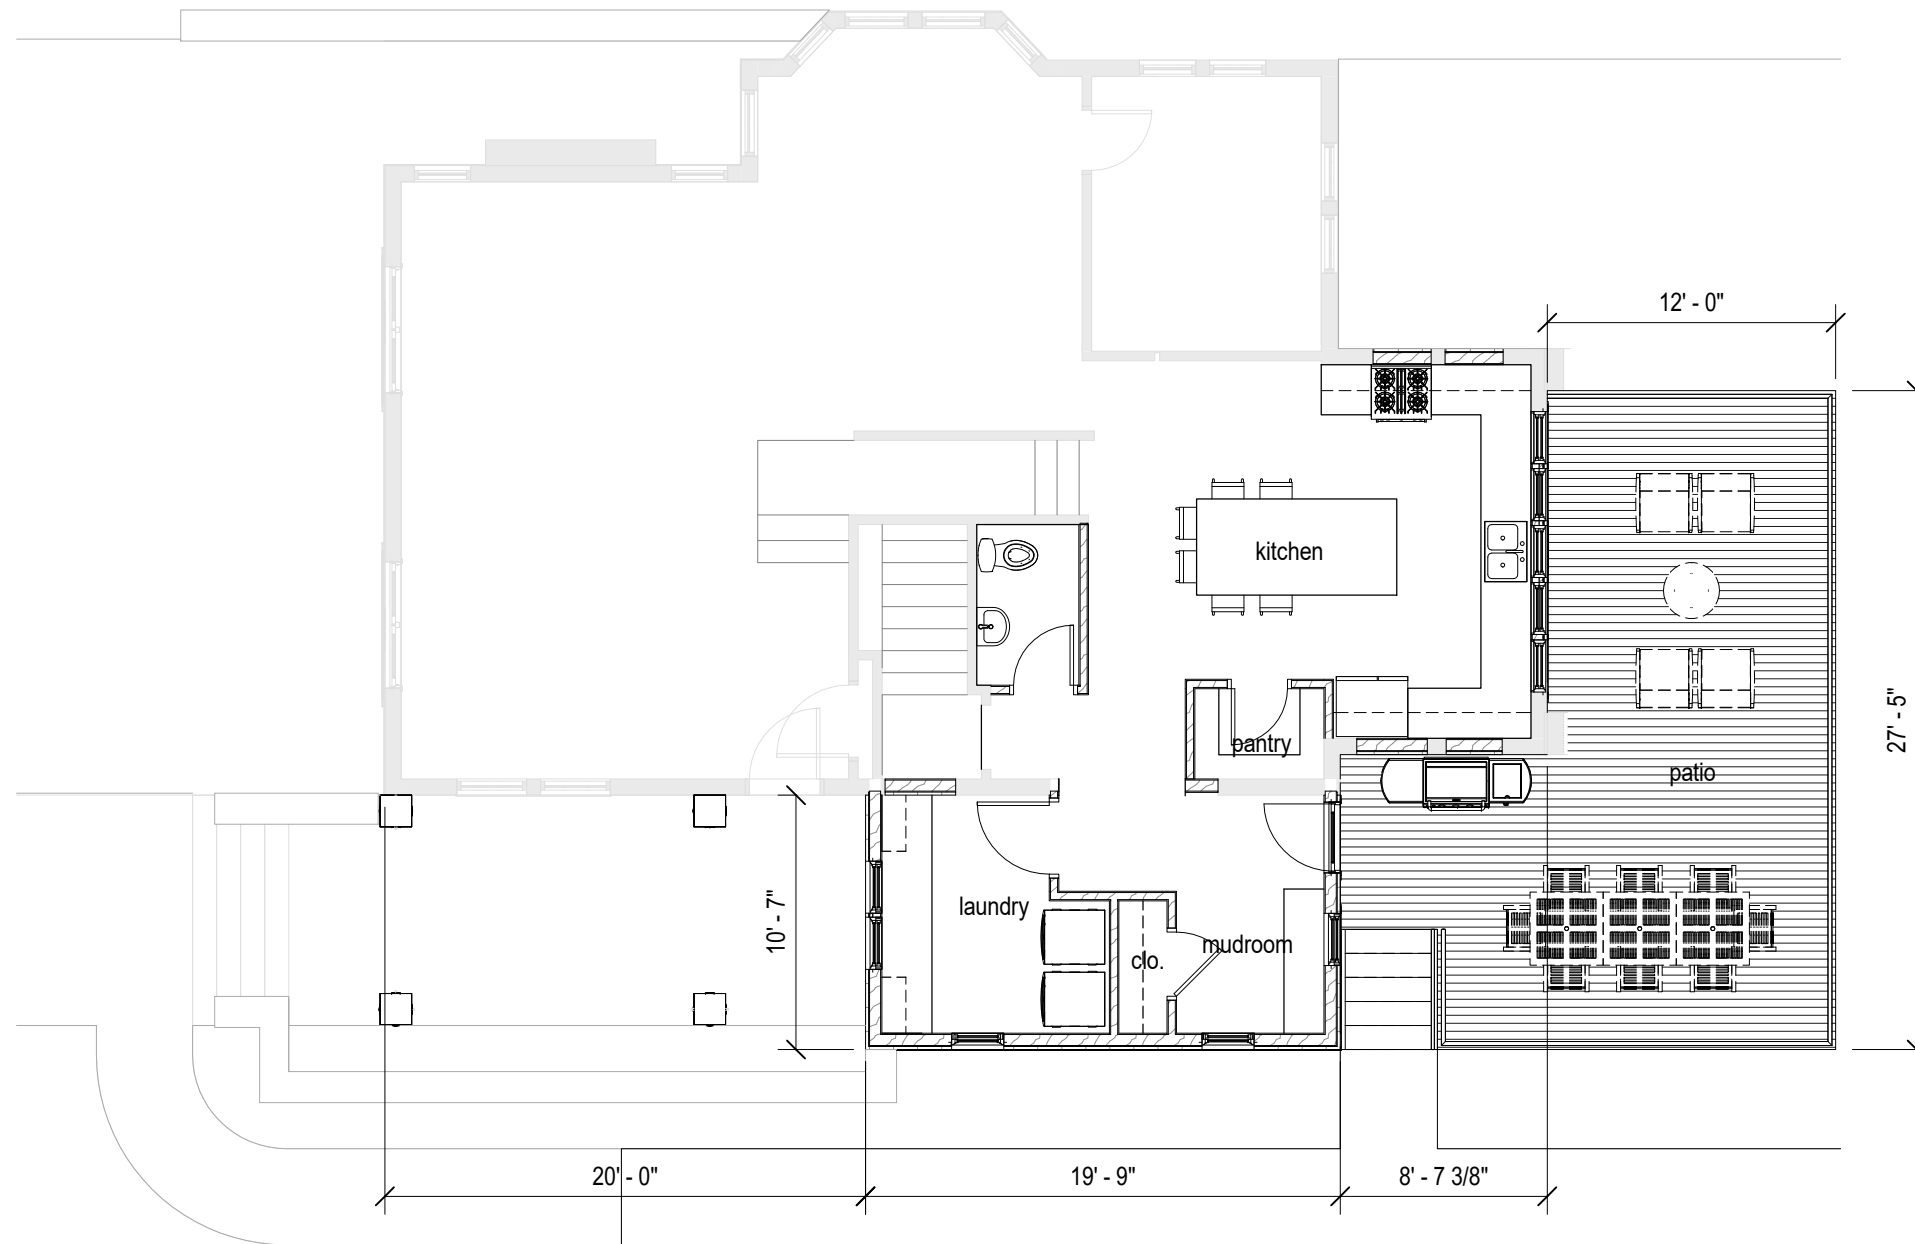 12' - 0"
kitchen
27' - 5"
pantry
patio
10' - 7"
laundry
mudroom
clo.
20' - 0"
19' - 9"
8' - 7 3/8"